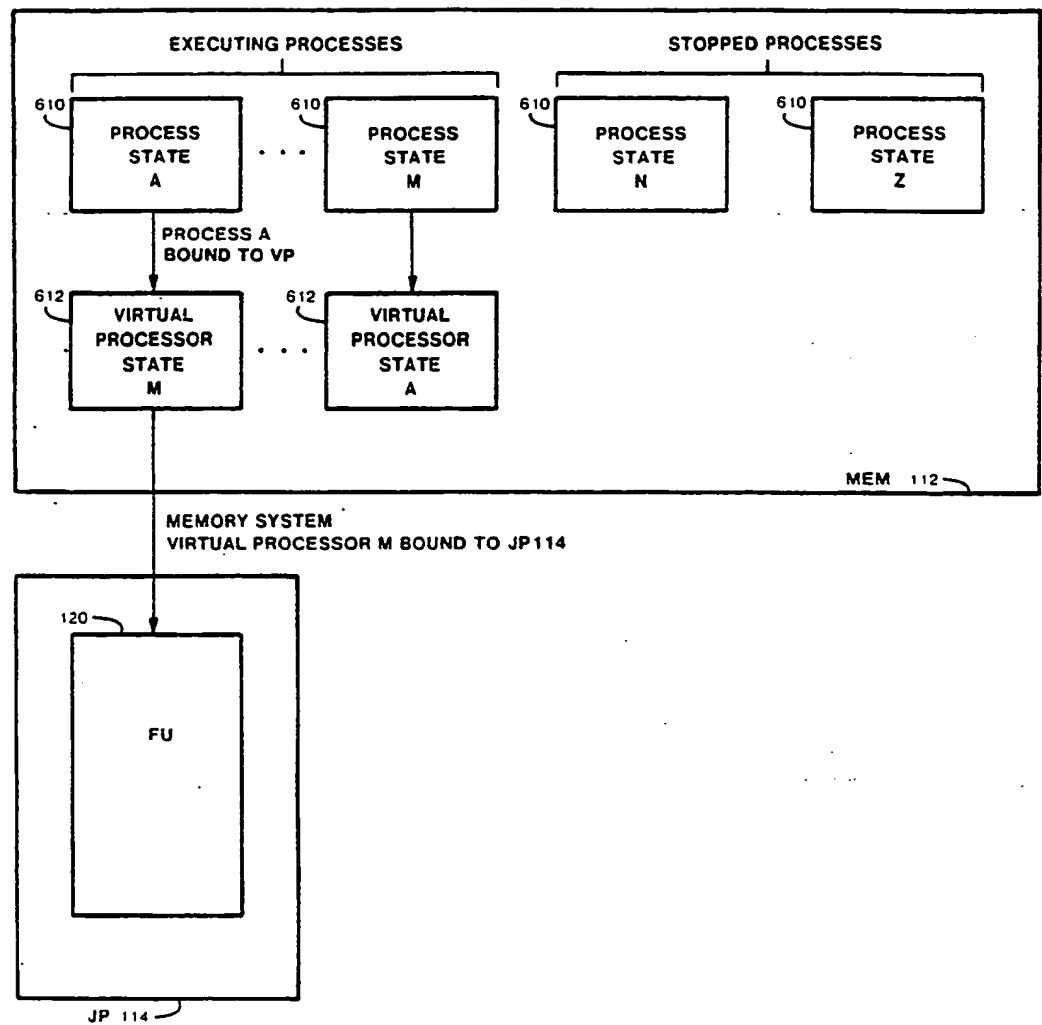 EXECUTING PROCESSES
STOPPED PROCESSES
610
PROCESS
STATE
A
. . .
610
PROCESS
STATE
M
610
PROCESS
STATE
N
610
PROCESS
STATE
Z
PROCESS A
BOUND TO VP
612
VIRTUAL
PROCESSOR
STATE
M
. . .
612
VIRTUAL
PROCESSOR
STATE
A
MEM 112
MEMORY SYSTEM
VIRTUAL PROCESSOR M BOUND TO JP114
120
FU
JP 114